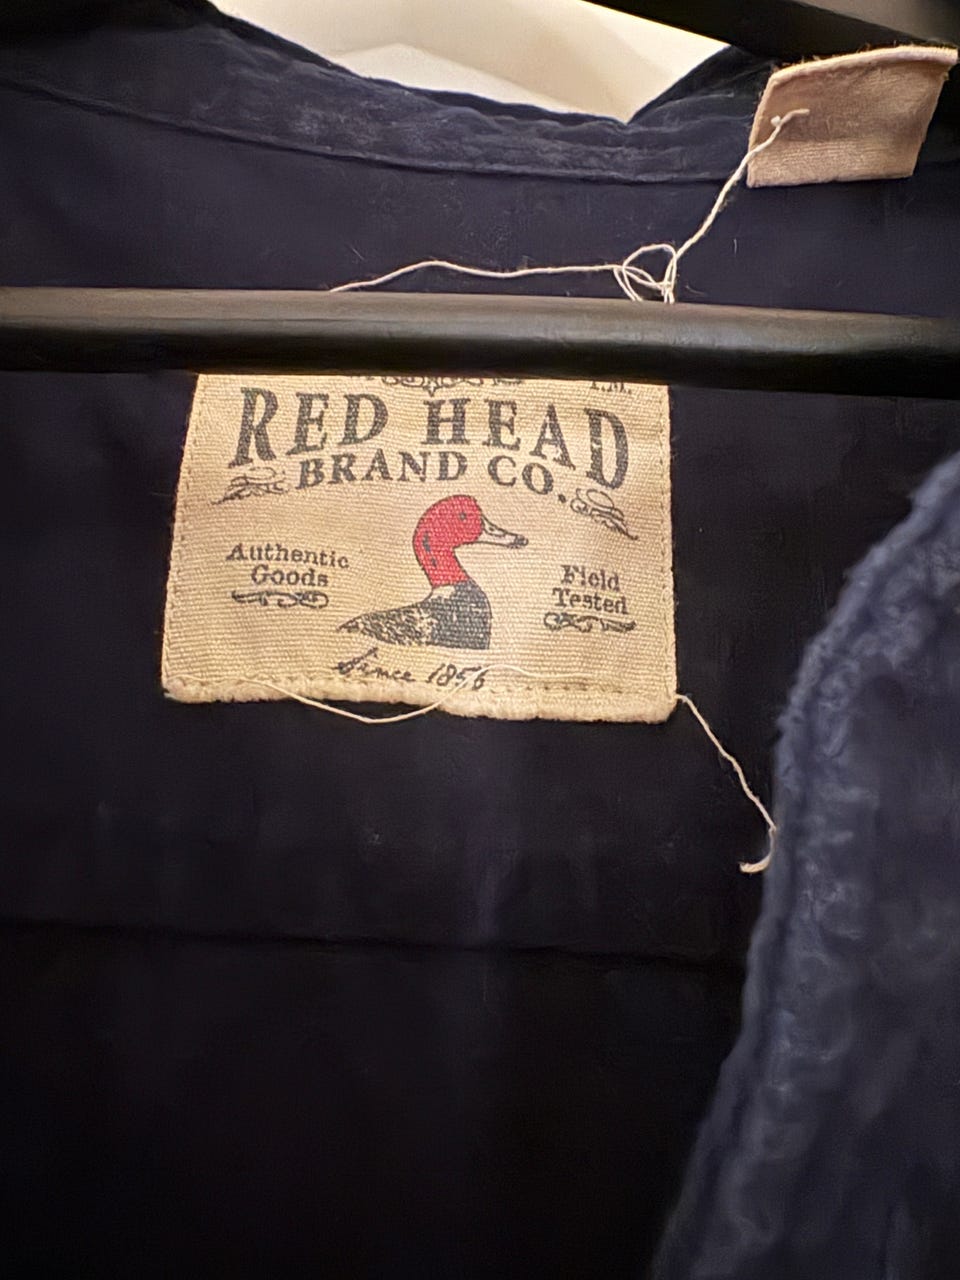 T.M.
RED HEAD
BRAND CO.
Authentic
Goods
Field
Tested
Since 1856